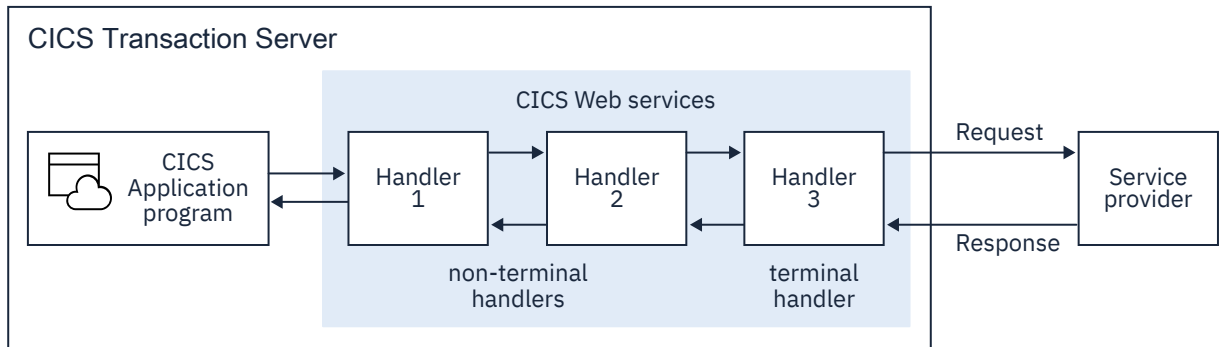 CICS Transaction Server
CICS Web services
CICS
Application
program
Handler
1
Handler
2
Handler
3
Request
Service
provider
Response
non-terminal
handlers
terminal
handler